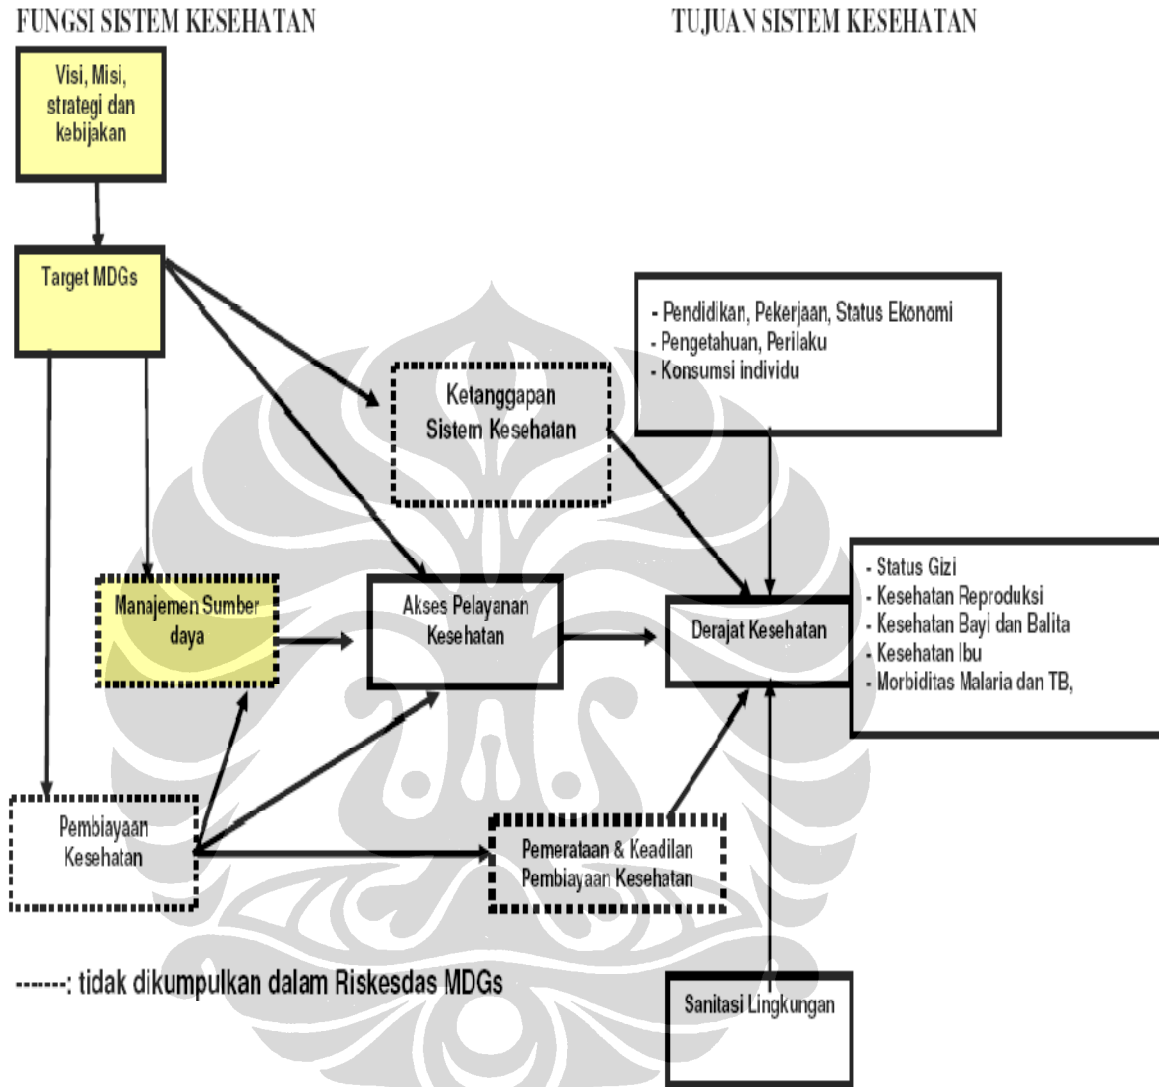 FUNGSI SISTEM KESEHATAN
TUJUAN SISTEM KESEHATAN
Visi, Misi,
strategi dan
kebijakan
Target MDGs
- Pendidikan, Pekerjaan, Status Ekonomi
- Pengetahuan, Perilaku
- Konsumsi individu
Ketanggapan
Sistem Kesehatan
Manajemen Sumber
daya
Akses Pelayanan
Kesehatan
Derajat Kesehatan
- Status Gizi
- Kesehatan Reproduksi
- Kesehatan Bayi dan Balita
- Kesehatan Ibu
- Morbiditas Malaria dan TB,
Pembiayaan
Kesehatan
Pemerataan & Keadilan
Pembiayaan Kesehatan
-------: tidak dikumpulkan dalam Riskesdas MDGs
Sanitasi Lingkungan